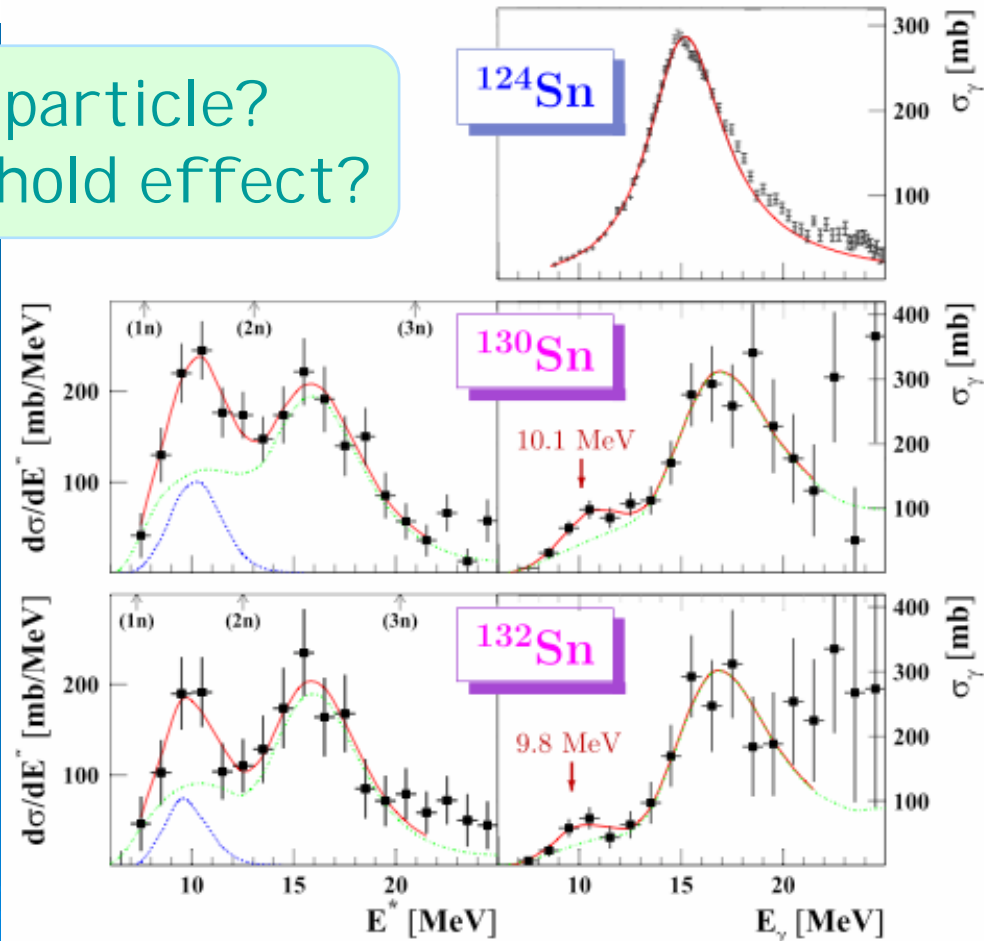 particle?
hold effect?
124Sn
300
200
100
σγ [mb]
(1n) (2n) (3n)
130Sn
dσ/dE* [mb/MeV]
200
100
10.1 MeV
400
300
200
100
σγ [mb]
(1n) (2n) (3n)
132Sn
dσ/dE* [mb/MeV]
200
100
9.8 MeV
400
300
200
100
σγ [mb]
10 15 20
E* [MeV]
10 15 20
Eγ [MeV]